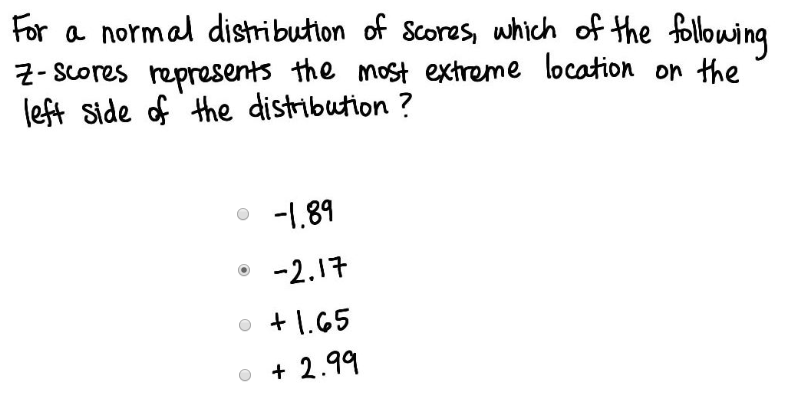 For a normal distribution of scores, which of the following
z-scores represents the most extreme location on the
left side of the distribution?
-1.89
-2.17
+1.65
+ 2.99